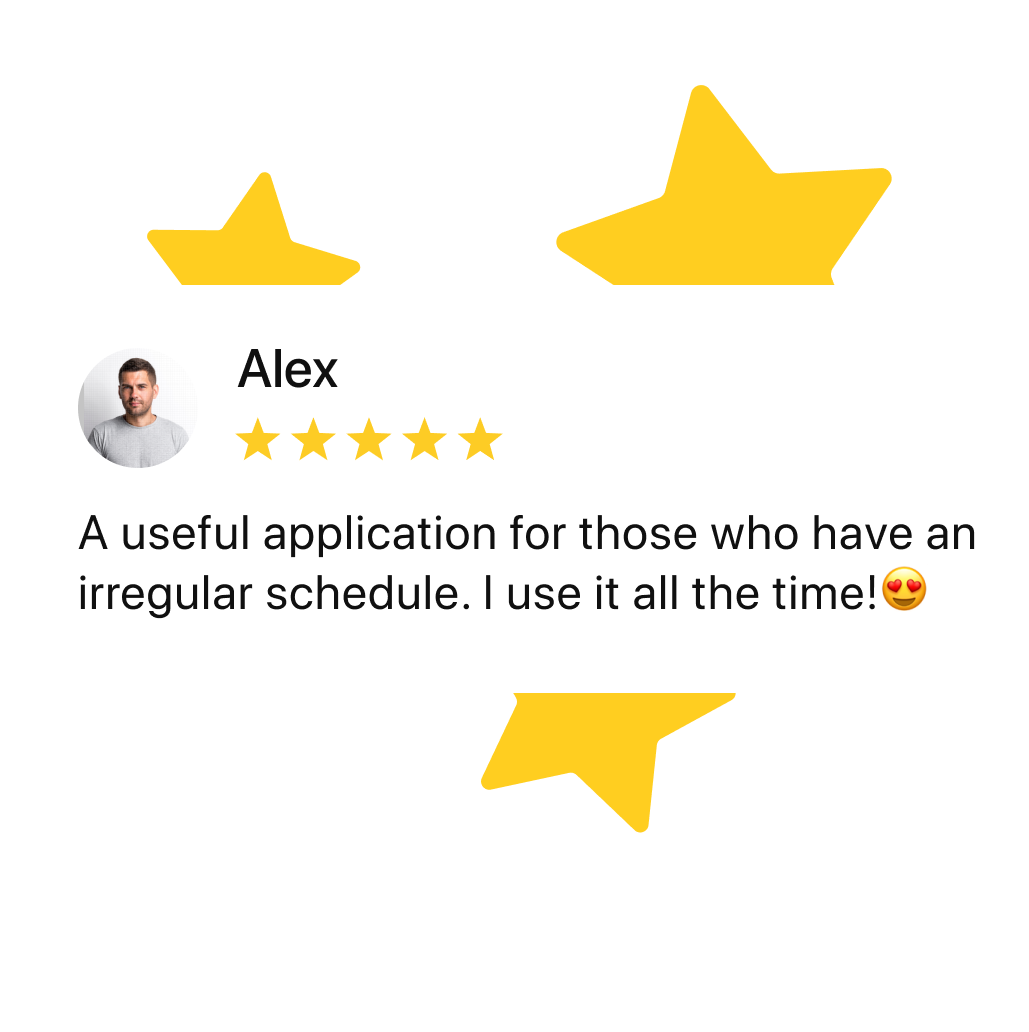 Alex
A useful application for those who have an
irregular schedule. I use it all the time!😍